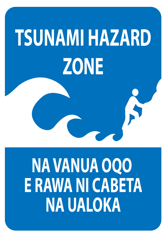 TSUNAMI HAZARD
ZONE
NA VANUA OQO
E RAWA NI CABETA
NA UALOKA